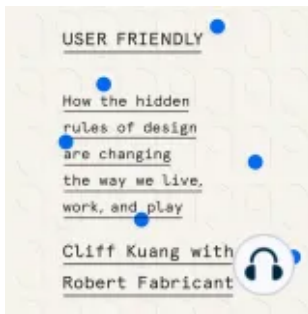 USER FRIENDLY
How the hidden
rules of design
are changing
the way we live,
work, and play
Cliff Kuang with
Robert Fabricant